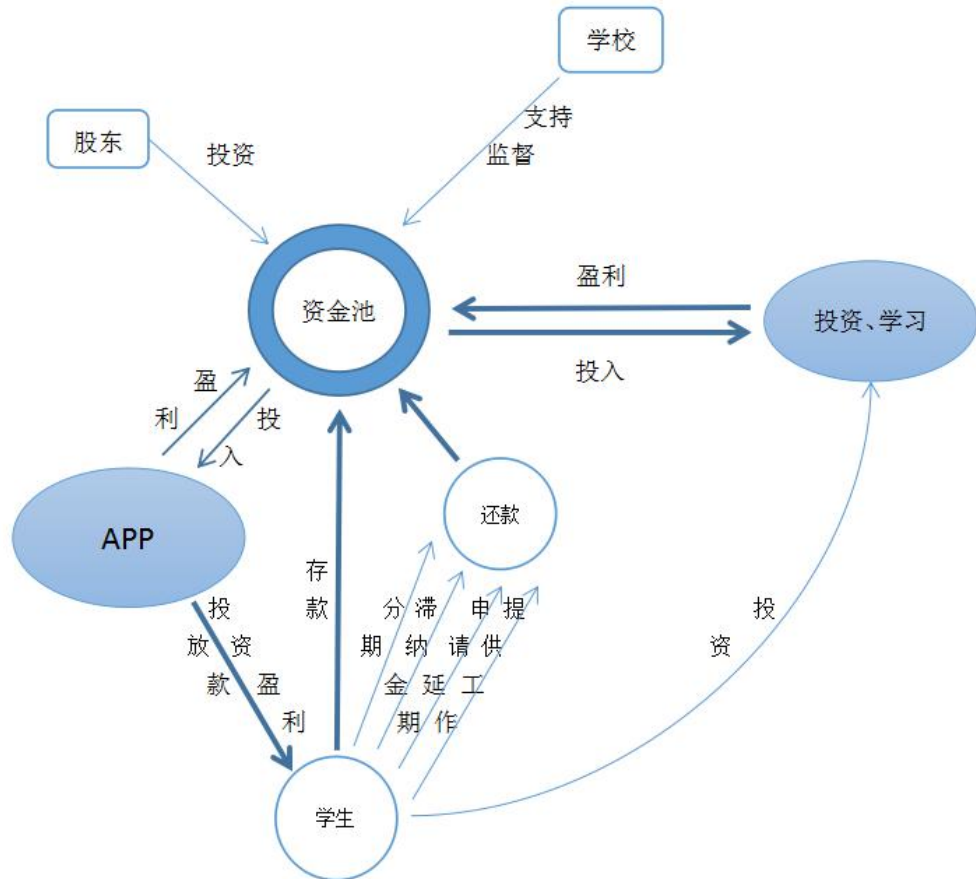 学校
股东
支持
监督
投资
资金池
盈利
投资、学习
投入
盈利
投入
还款
APP
存款
分期
滞纳金
申请延期
提供工作
投资
放款
投资盈利
学生